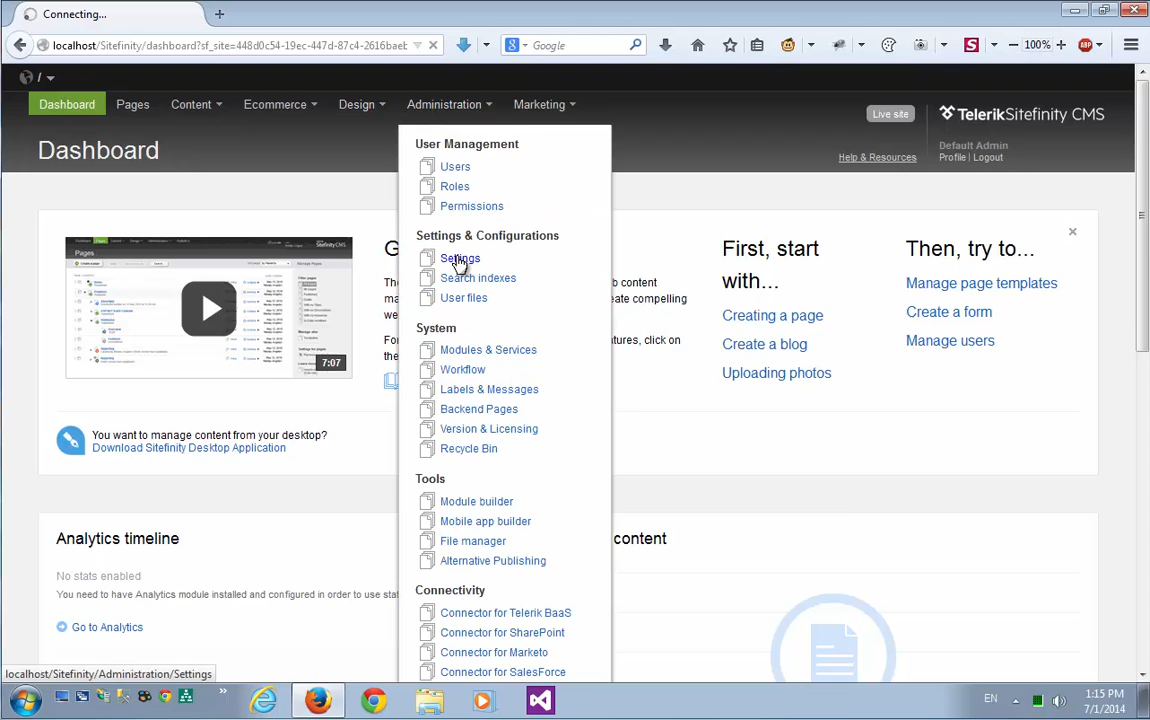 Connecting...
localhost/Sitefinity/dashboard?sf_site=448d0c54-19ec-447d-87c4-2616baeb
Google
100%
ABP
/
Dashboard
Pages
Content
Ecommerce
Design
Administration
Marketing
Live site
TelerikSitefinity CMS
Dashboard
Help & Resources
Default Admin
Profile | Logout
User Management
Users
Roles
Permissions
Settings & Configurations
Settings
Search indexes
User files
System
Modules & Services
Workflow
Labels & Messages
Backend Pages
Version & Licensing
Recycle Bin
Tools
Module builder
Mobile app builder
File manager
Alternative Publishing
Connectivity
Connector for Telerik BaaS
Connector for SharePoint
Connector for Marketo
Connector for SalesForce
Pages
7:07
First, start
with...
Creating a page
Create a blog
Uploading photos
Then, try to...
Manage page templates
Create a form
Manage users
You want to manage content from your desktop?
Download Sitefinity Desktop Application
Analytics timeline
No stats enabled
You need to have Analytics module installed and configured in order to use
Go to Analytics
content
localhost/Sitefinity/Administration/Settings
EN
1:15 PM
7/1/2014